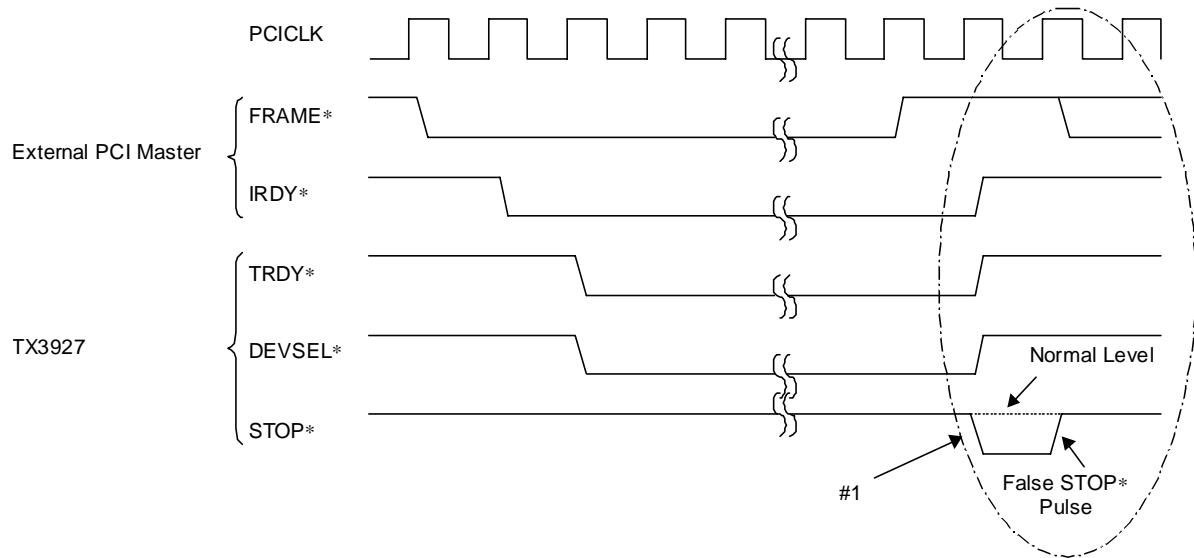 PCICLK
External PCI Master
FRAME*
IRDY*
TX3927
TRDY*
DEVSEL*
STOP*
Normal Level
#1
False STOP*
Pulse